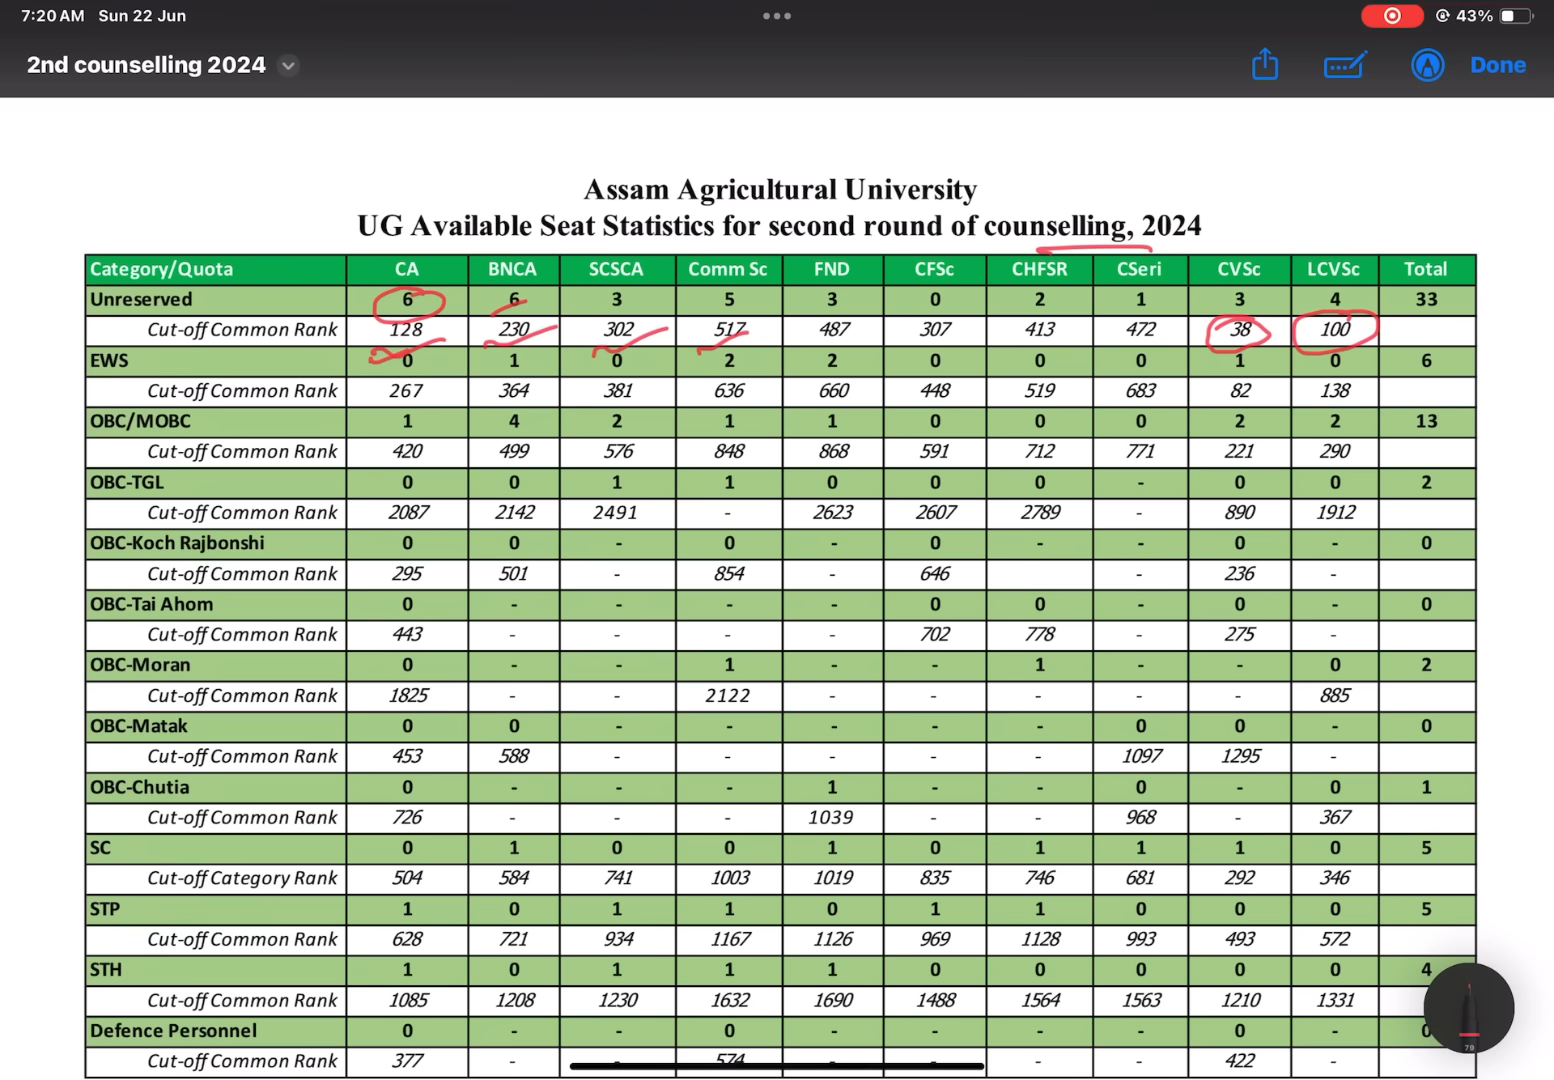 7:20 AM Sun 22 Jun 43%
2nd counselling 2024 Done
Assam Agricultural University
UG Available Seat Statistics for second round of counselling, 2024
Category/Quota CA BNCA SCSCA Comm Sc FND CFSc CHFSR CSeri CVSc LCVSc Total
Unreserved 6 6 3 5 3 0 2 1 3 4 33
Cut-off Common Rank 128 230 302 517 487 307 413 472 38 100
EWS 0 1 0 2 2 0 0 0 1 0 6
Cut-off Common Rank 267 364 381 636 660 448 519 683 82 138
OBC/MOBC 1 4 2 1 1 0 0 0 2 2 13
Cut-off Common Rank 420 499 576 848 868 591 712 771 221 290
OBC-TGL 0 0 1 1 0 0 0 - 0 0 2
Cut-off Common Rank 2087 2142 2491 - 2623 2607 2789 - 890 1912
OBC-Koch Rajbonshi 0 0 - 0 - 0 - - 0 - 0
Cut-off Common Rank 295 501 - 854 - 646 - 236 -
OBC-Tai Ahom 0 - - - - 0 0 - 0 - 0
Cut-off Common Rank 443 - - - - 702 778 - 275 -
OBC-Moran 0 - - 1 - - 1 - - 0 2
Cut-off Common Rank 1825 - - 2122 - - - - - 885
OBC-Matak 0 0 - - - - - 0 0 - 0
Cut-off Common Rank 453 588 - - - - - 1097 1295 -
OBC-Chutia 0 - - - 1 - - 0 - 0 1
Cut-off Common Rank 726 - - - 1039 - - 968 - 367
SC 0 1 0 0 1 0 1 1 1 0 5
Cut-off Category Rank 504 584 741 1003 1019 835 746 681 292 346
STP 1 0 1 1 0 1 1 0 0 0 5
Cut-off Common Rank 628 721 934 1167 1126 969 1128 993 493 572
STH 1 0 1 1 1 0 0 0 0 0 4
Cut-off Common Rank 1085 1208 1230 1632 1690 1488 1564 1563 1210 1331
Defence Personnel 0 - - 0 - - - - 0 - 0
Cut-off Common Rank 377 - - 574 - - - - 422 -
79